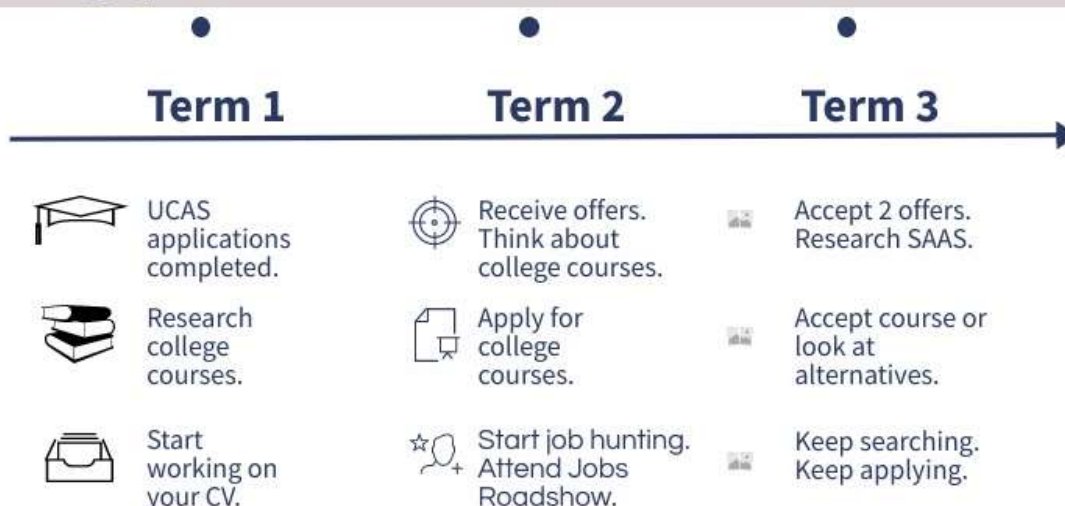 Term 1
Term 2
Term 3
UCAS
applications
completed.
Receive offers.
Think about
college courses.
Accept 2 offers.
Research SAAS.
Research
college
courses.
Apply for
college
courses.
Accept course or
look at
alternatives.
Start
working on
your CV.
Start job hunting.
Attend Jobs
Roadshow.
Keep searching.
Keep applying.